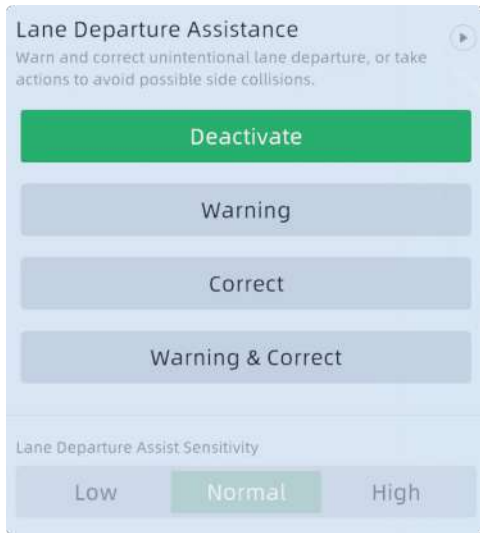 Lane Departure Assistance
Warn and correct unintentional lane departure, or take
actions to avoid possible side collisions.
Deactivate
Warning
Correct
Warning & Correct
Lane Departure Assist Sensitivity
Low Normal High